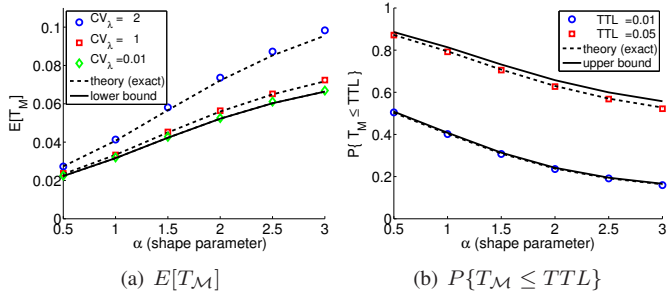 E[T_M]
0.1
0.08
0.06
0.04
0.02
0
CV_λ = 2
CV_λ = 1
CV_λ =0.01
theory (exact)
lower bound
0.5 1 1.5 2 2.5 3
α (shape parameter)
(a) E[T_M]
P{ T_M ≤ TTL}
1
0.8
0.6
0.4
0.2
0
TTL =0.01
TTL =0.05
theory (exact)
upper bound
0.5 1 1.5 2 2.5 3
α (shape parameter)
(b) P{T_M ≤ TTL}